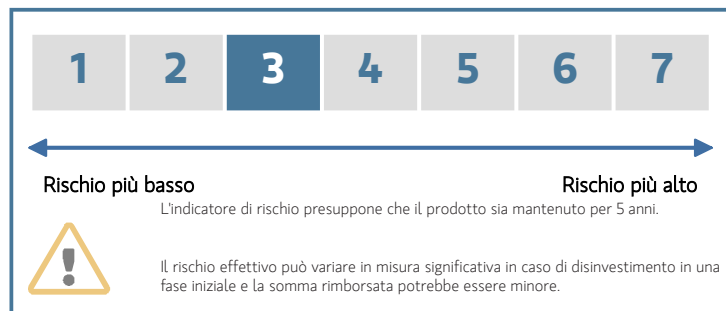 1 2 3 4 5 6 7
Rischio più basso Rischio più alto
L'indicatore di rischio presuppone che il prodotto sia mantenuto per 5 anni.
Il rischio effettivo può variare in misura significativa in caso di disinvestimento in una
fase iniziale e la somma rimborsata potrebbe essere minore.